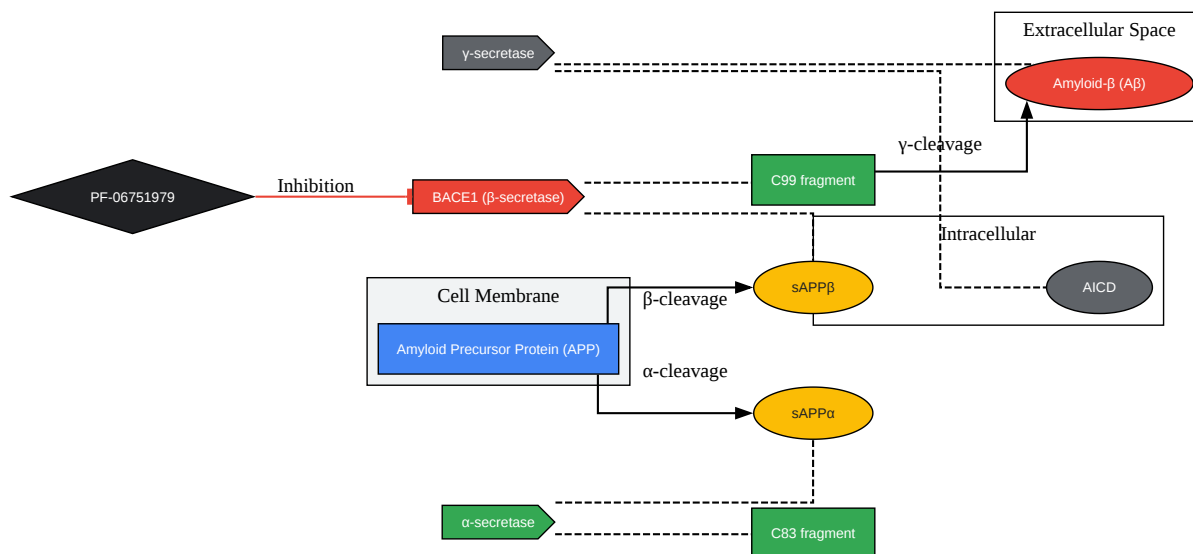 Extracellular Space
γ-secretase
Amyloid-β (Aβ)
γ-cleavage
C99 fragment
PF-06751979
Inhibition
BACE1 (β-secretase)
Intracellular
Cell Membrane
β-cleavage
sAPPβ
AICD
Amyloid Precursor Protein (APP)
α-cleavage
sAPPα
α-secretase
C83 fragment